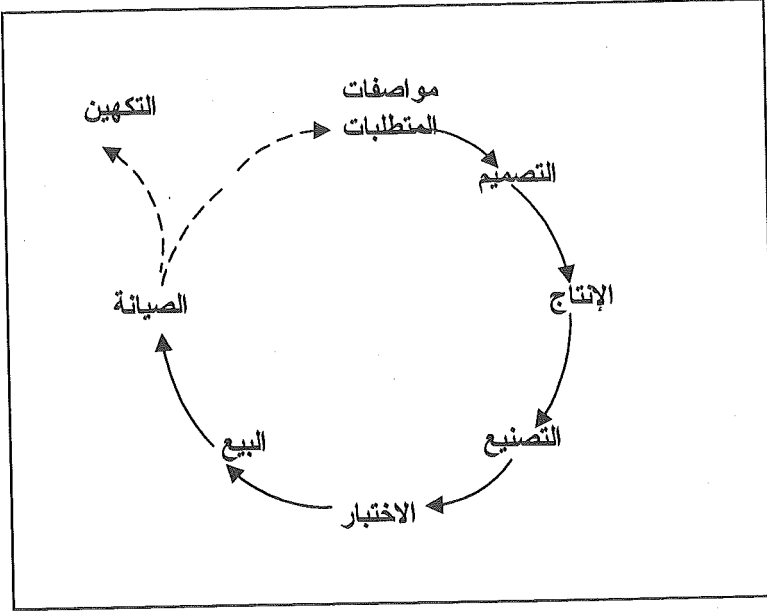 مواصفات
المتطلبات
التصميم
الإنتاج
التصنيع
الاختبار
البيع
الصيانة
التكهين